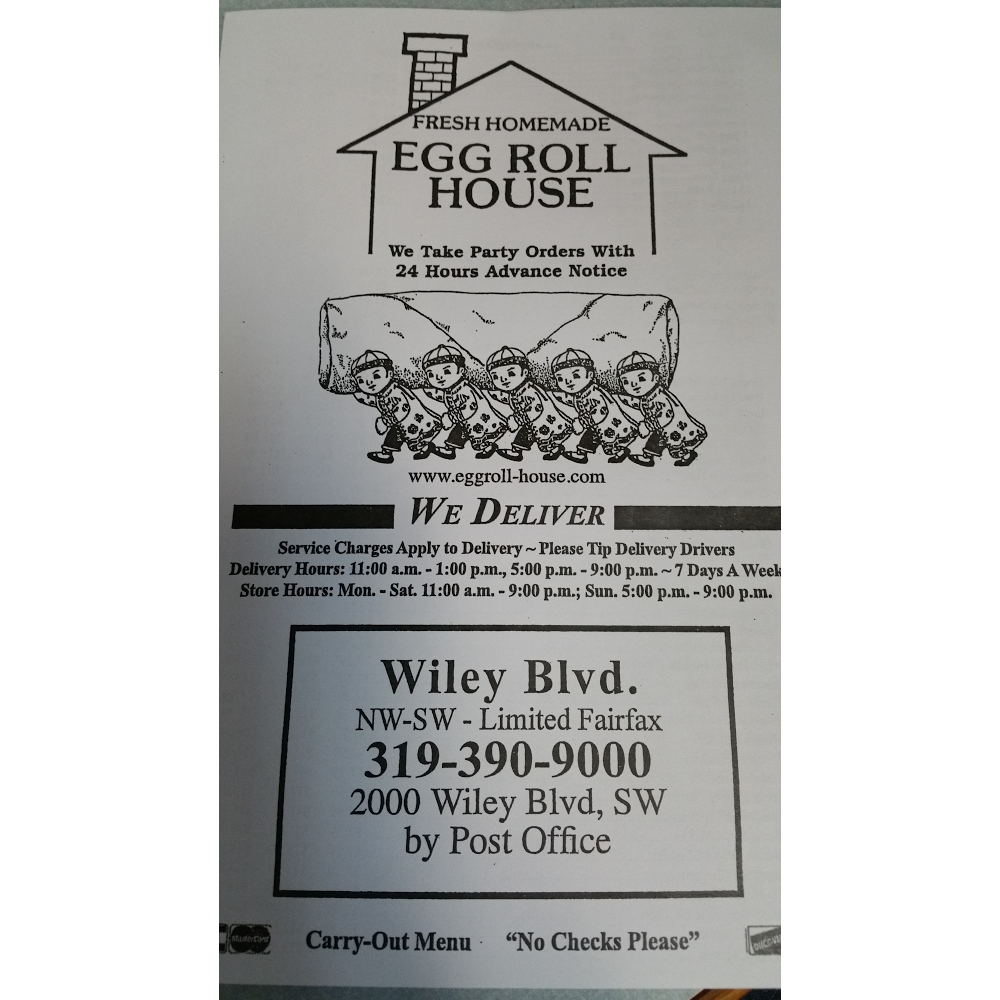 FRESH HOMEMADE
EGG ROLL
HOUSE
We Take Party Orders With
24 Hours Advance Notice
www.eggroll-house.com
WE DELIVER
Service Charges Apply to Delivery ~ Please Tip Delivery Drivers
Delivery Hours: 11:00 a.m. - 1:00 p.m., 5:00 p.m. - 9:00 p.m. ~ 7 Days A Week
Store Hours: Mon. - Sat. 11:00 a.m. - 9:00 p.m.; Sun. 5:00 p.m. - 9:00 p.m.
Wiley Blvd.
NW-SW - Limited Fairfax
319-390-9000
2000 Wiley Blvd, SW
by Post Office
MasterCard Carry-Out Menu "No Checks Please"